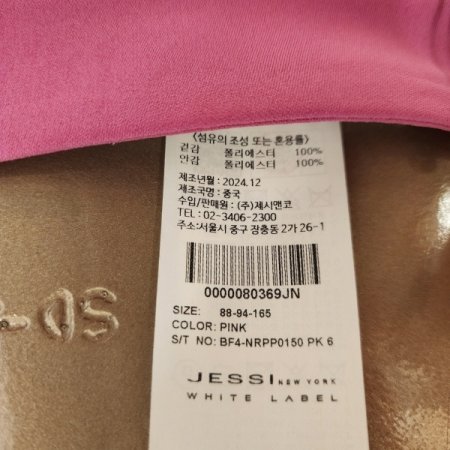 〈섬유의 조성 또는 혼용률〉
겉감 폴리에스터 100%
안감 폴리에스터 100%
제조년월 : 2024.12
제조국명 : 중국
수입/판매원 : (주)제시앤코
TEL : 02-3406-2300
주소:서울시 중구 장충동 2가 26-1
0000080369JN
SIZE: 88-94-165
COLOR: PINK
S/T NO: BF4-NRPP0150 PK 6
JESSI NEW YORK
WHITE LABEL